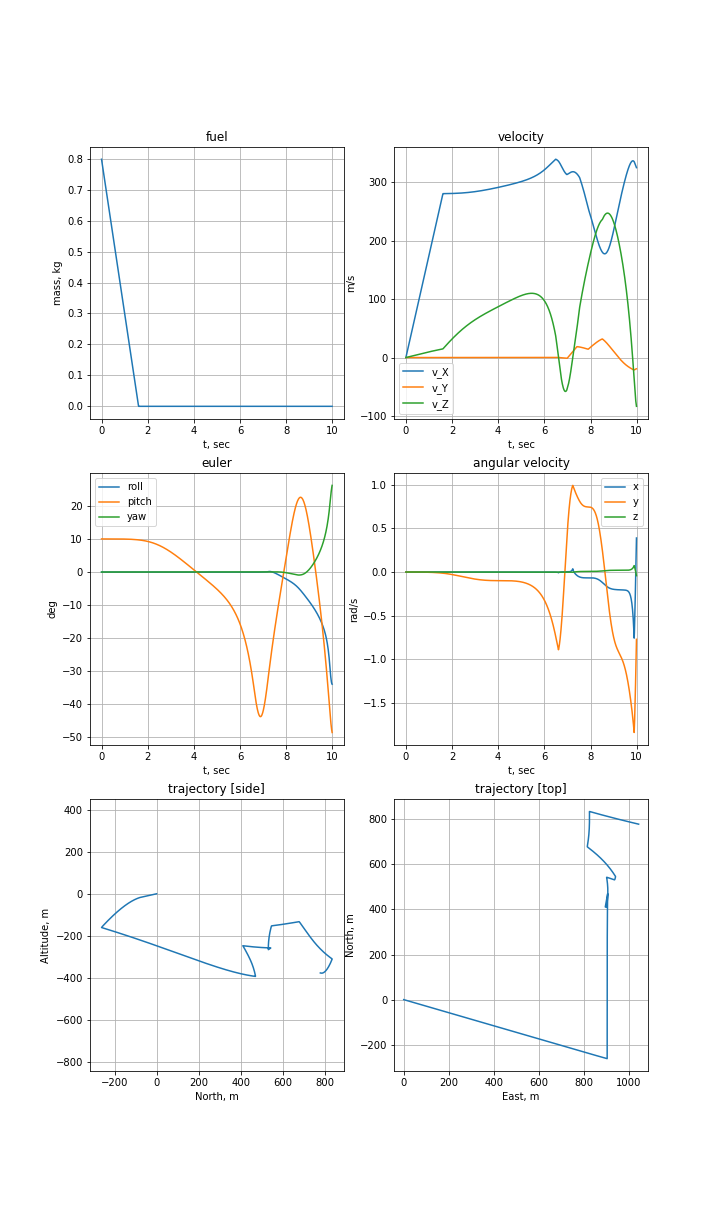 fuel
mass, kg
0.8
0.7
0.6
0.5
0.4
0.3
0.2
0.1
0.0
0 2 4 6 8 10
t, sec
velocity
m/s
300
200
100
0
−100
v_X
v_Y
v_Z
0 2 4 6 8 10
t, sec
euler
deg
20
10
0
−10
−20
−30
−40
−50
roll
pitch
yaw
0 2 4 6 8 10
t, sec
angular velocity
rad/s
1.0
0.5
0.0
−0.5
−1.0
−1.5
x
y
z
0 2 4 6 8 10
t, sec
trajectory [side]
Altitude, m
400
200
0
−200
−400
−600
−800
−200 0 200 400 600 800
North, m
trajectory [top]
North, m
800
600
400
200
0
−200
0 200 400 600 800 1000
East, m